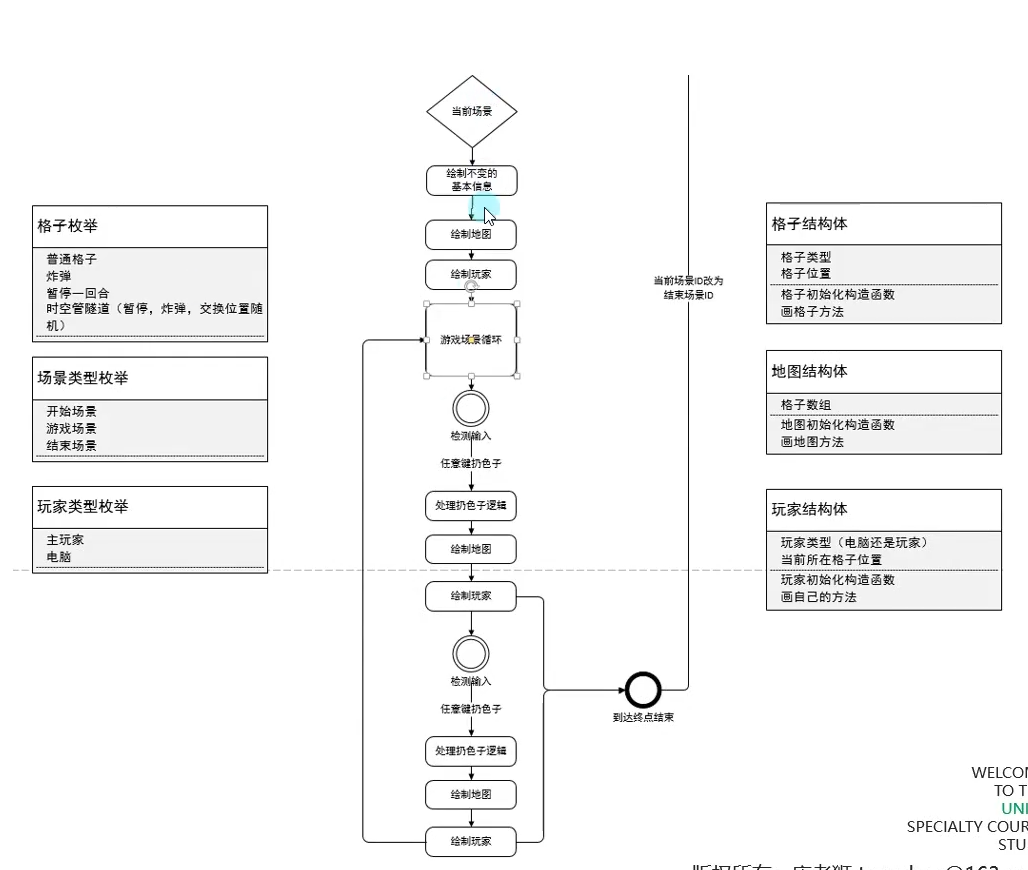 当前场景
绘制不变的
基本信息
绘制地图
绘制玩家
游戏场景循环
检测输入
任意键扔色子
处理扔色子逻辑
绘制地图
绘制玩家
检测输入
任意键扔色子
处理扔色子逻辑
绘制地图
绘制玩家
到达终点结束
当前场景ID改为
结束场景ID
格子枚举
普通格子
炸弹
暂停一回合
时空管隧道（暂停，炸弹，交换位置随
机）
场景类型枚举
开始场景
游戏场景
结束场景
玩家类型枚举
主玩家
电脑
格子结构体
格子类型
格子位置
格子初始化构造函数
画格子方法
地图结构体
格子数组
地图初始化构造函数
画地图方法
玩家结构体
玩家类型（电脑还是玩家）
当前所在格子位置
玩家初始化构造函数
画自己的方法
WELCOM
TO T
UNI
SPECIALTY COUR
STU